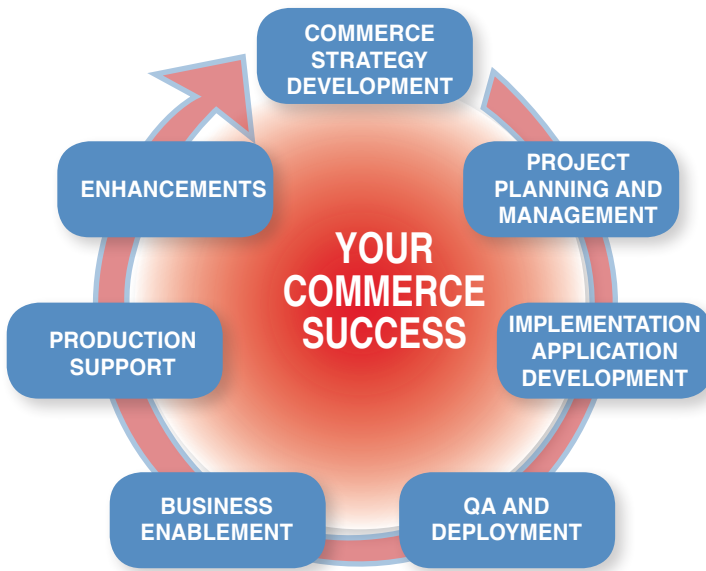 COMMERCE
STRATEGY
DEVELOPMENT
PROJECT
PLANNING AND
MANAGEMENT
IMPLEMENTATION
APPLICATION
DEVELOPMENT
QA AND
DEPLOYMENT
BUSINESS
ENABLEMENT
PRODUCTION
SUPPORT
ENHANCEMENTS
YOUR
COMMERCE
SUCCESS